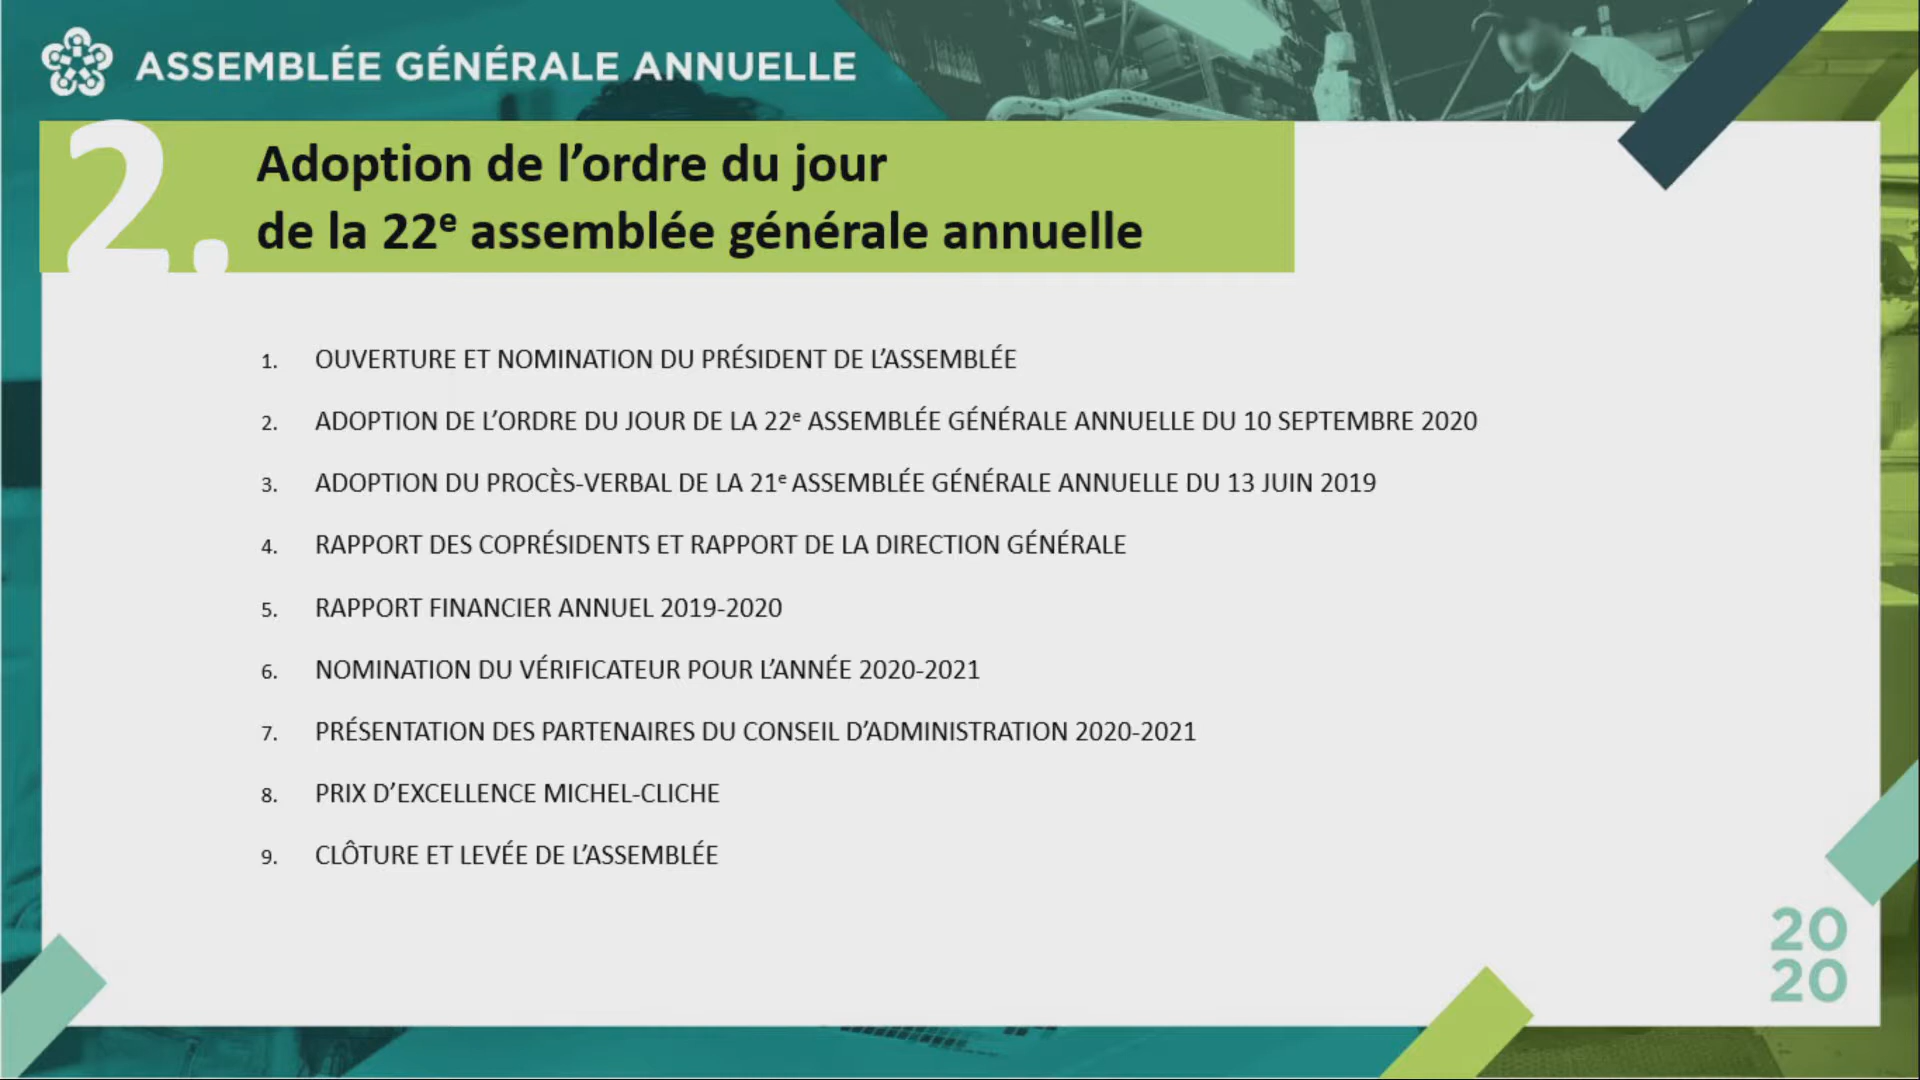 ASSEMBLÉE GÉNÉRALE ANNUELLE
2. Adoption de l’ordre du jour
de la 22e assemblée générale annuelle
1. OUVERTURE ET NOMINATION DU PRÉSIDENT DE L’ASSEMBLÉE
2. ADOPTION DE L’ORDRE DU JOUR DE LA 22e ASSEMBLÉE GÉNÉRALE ANNUELLE DU 10 SEPTEMBRE 2020
3. ADOPTION DU PROCÈS-VERBAL DE LA 21e ASSEMBLÉE GÉNÉRALE ANNUELLE DU 13 JUIN 2019
4. RAPPORT DES COPRÉSIDENTS ET RAPPORT DE LA DIRECTION GÉNÉRALE
5. RAPPORT FINANCIER ANNUEL 2019-2020
6. NOMINATION DU VÉRIFICATEUR POUR L’ANNÉE 2020-2021
7. PRÉSENTATION DES PARTENAIRES DU CONSEIL D’ADMINISTRATION 2020-2021
8. PRIX D’EXCELLENCE MICHEL-CLICHE
9. CLÔTURE ET LEVÉE DE L’ASSEMBLÉE
20
20